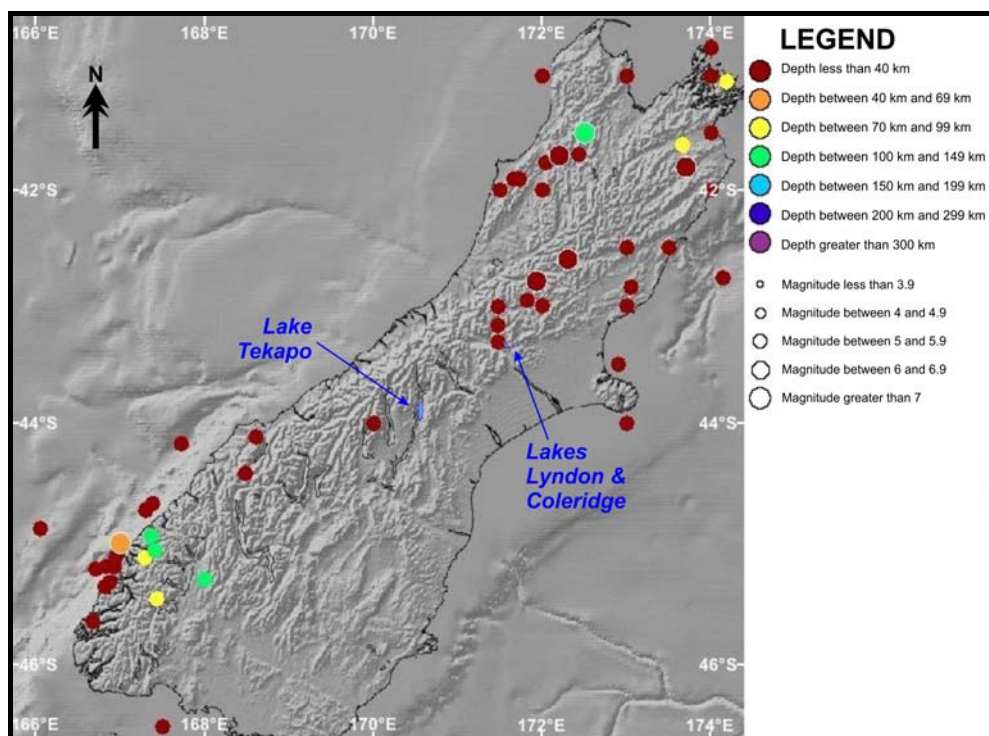 166°E
168°E
170°E
172°E
174°E
N
42°S
42°S
Lake
Tekapo
44°S
44°S
Lakes
Lyndon &
Coleridge
46°S
46°S
166°E
168°E
170°E
172°E
174°E
LEGEND
Depth less than 40 km
Depth between 40 km and 69 km
Depth between 70 km and 99 km
Depth between 100 km and 149 km
Depth between 150 km and 199 km
Depth between 200 km and 299 km
Depth greater than 300 km
Magnitude less than 3.9
Magnitude between 4 and 4.9
Magnitude between 5 and 5.9
Magnitude between 6 and 6.9
Magnitude greater than 7